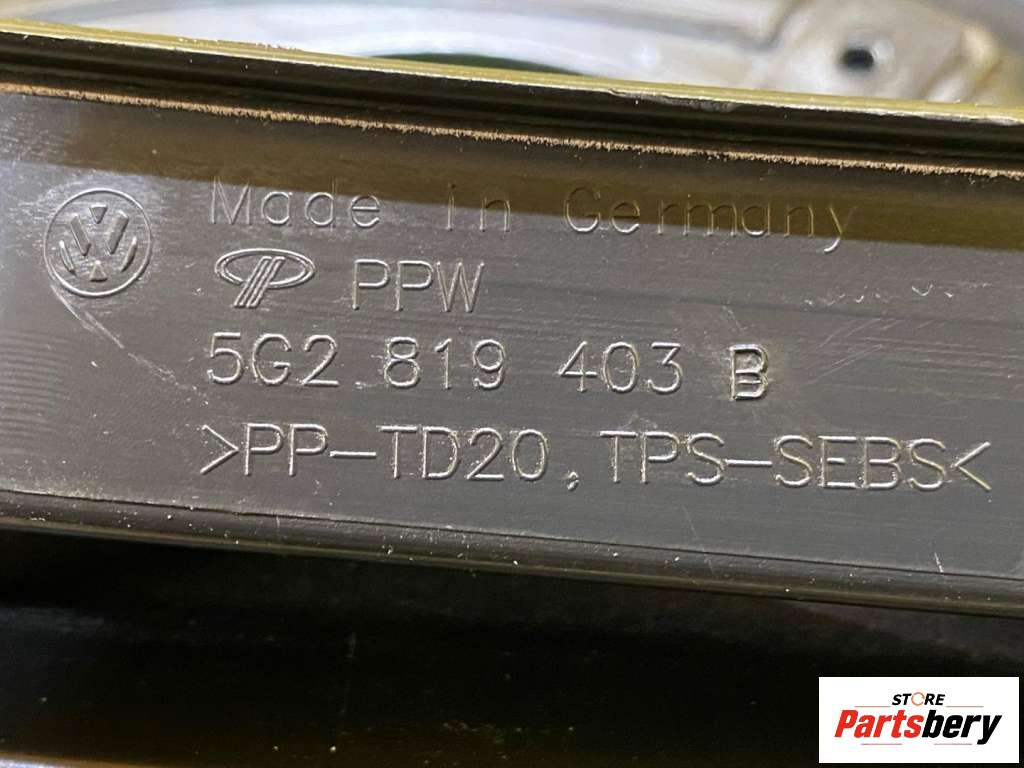 Made in Germany
PPW
5G2 819 403 B
>PP-TD20, TPS-SEBS<
STORE
Partsbery